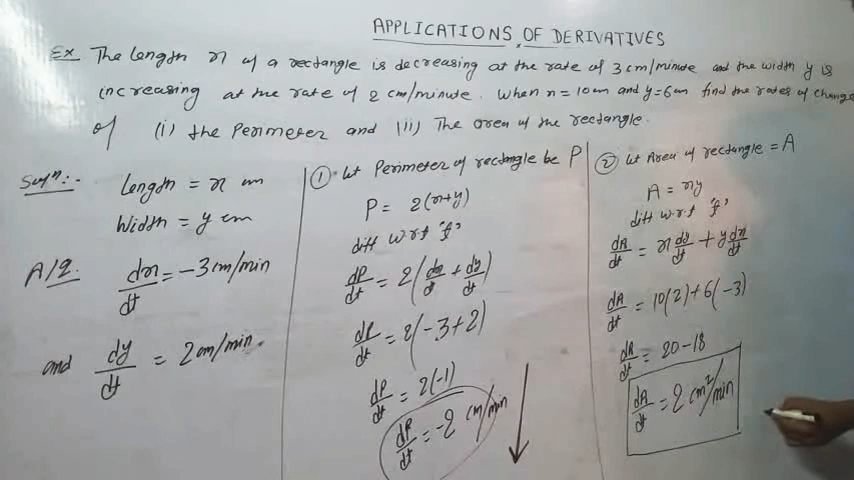 APPLICATIONS OF DERIVATIVES
Ex The length x of a rectangle is decreasing at the rate of 3 cm/minute and the width y is
increasing at the rate of 2 cm/minute. When x = 10cm and y = 6cm find the rates of change
of (i) the Perimeter and (ii) The area of the rectangle.
Solⁿ:-
Length = x cm
Width = y cm
A/Q. dx/dt = -3 cm/min
and dy/dt = 2 cm/min.
① Let Perimeter of rectangle be P
P = 2(x+y)
diff w.r.t 't'
dP/dt = 2(dx/dt + dy/dt)
dP/dt = 2(-3+2)
dP/dt = 2(-1)
dP/dt = -2 cm/min
② Let Area of rectangle = A
A = xy
diff w.r.t 't'
dA/dt = x dy/dt + y dx/dt
dA/dt = 10(2)+6(-3)
dA/dt = 20-18
dA/dt = 2 cm²/min